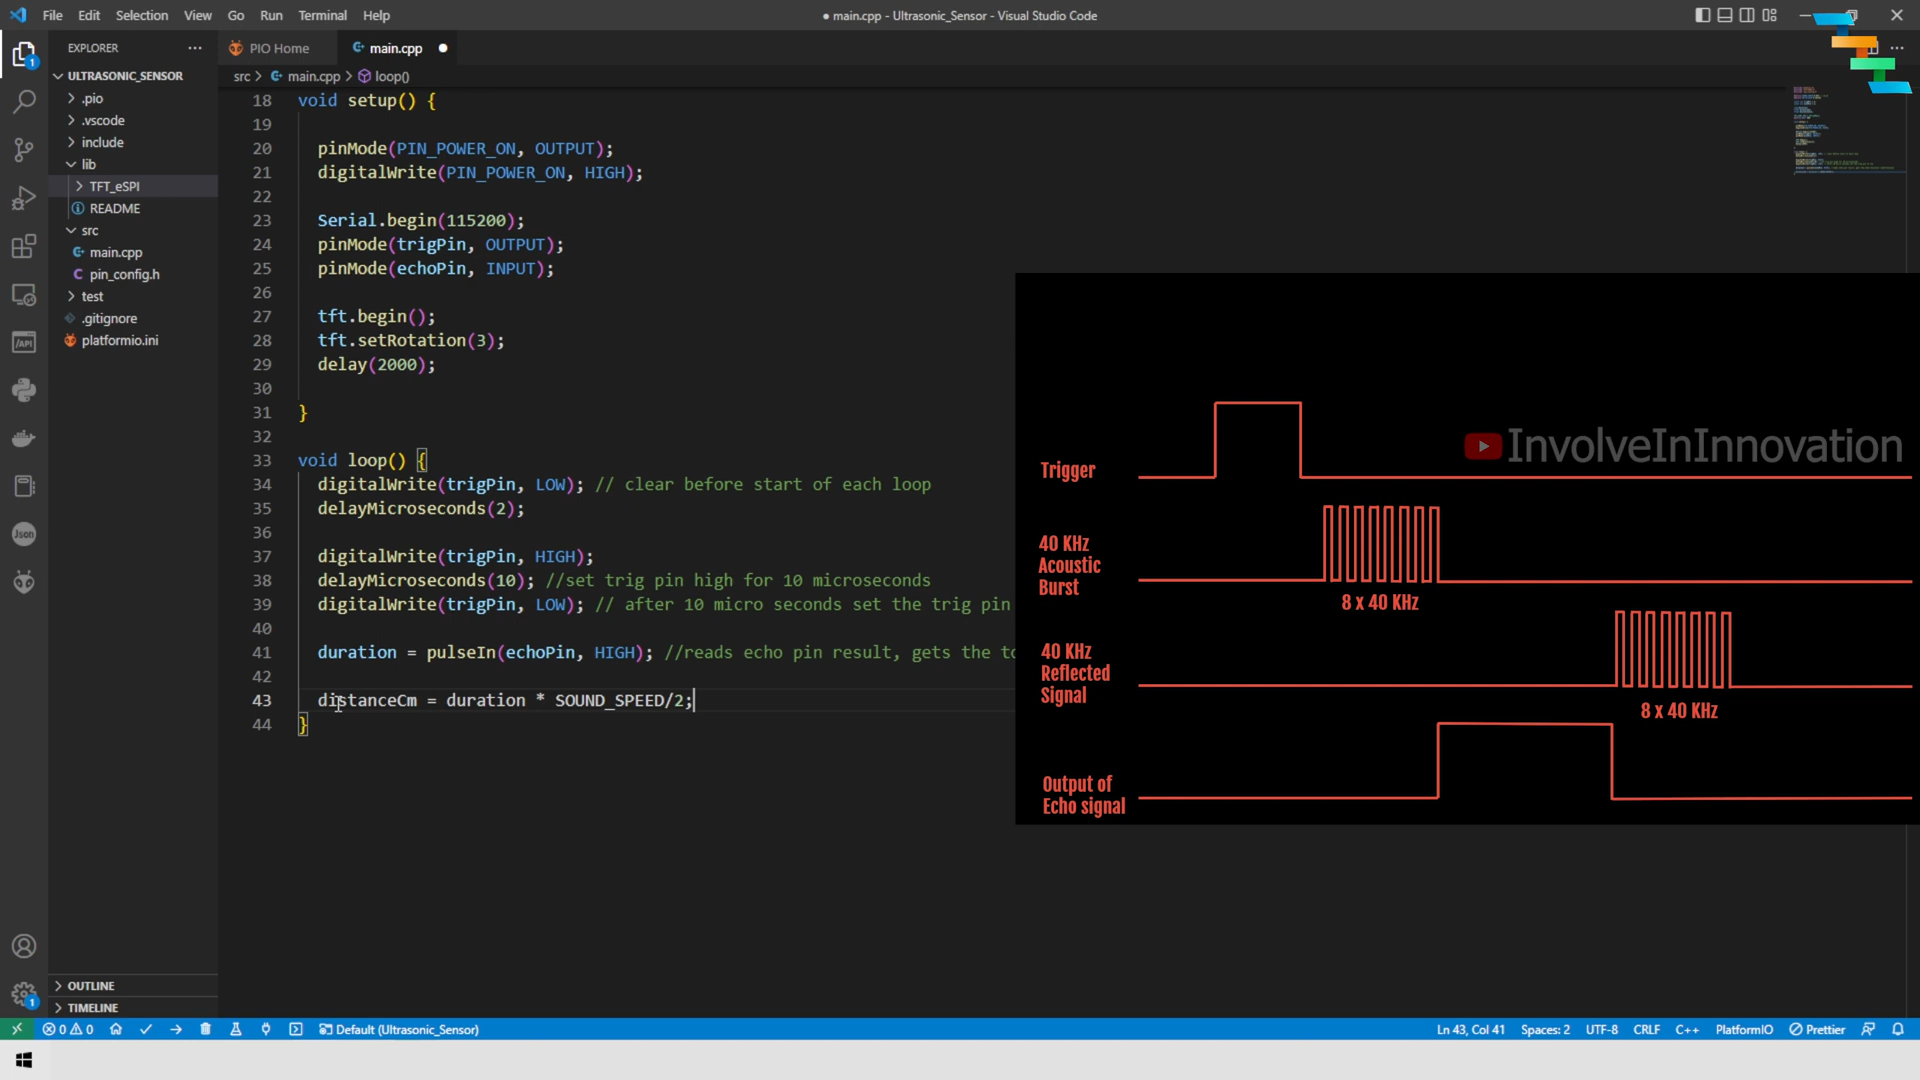 File Edit Selection View Go Run Terminal Help
● main.cpp - Ultrasonic_Sensor - Visual Studio Code
EXPLORER ···
PIO Home
main.cpp ●
ULTRASONIC_SENSOR
src > main.cpp > loop()
.pio
.vscode
include
lib
TFT_eSPI
README
src
main.cpp
pin_config.h
test
.gitignore
platformio.ini
OUTLINE
TIMELINE
18 void setup() {
19
20 pinMode(PIN_POWER_ON, OUTPUT);
21 digitalWrite(PIN_POWER_ON, HIGH);
22
23 Serial.begin(115200);
24 pinMode(trigPin, OUTPUT);
25 pinMode(echoPin, INPUT);
26
27 tft.begin();
28 tft.setRotation(3);
29 delay(2000);
30
31 }
32
33 void loop() {
34 digitalWrite(trigPin, LOW); // clear before start of each loop
35 delayMicroseconds(2);
36
37 digitalWrite(trigPin, HIGH);
38 delayMicroseconds(10); //set trig pin high for 10 microseconds
39 digitalWrite(trigPin, LOW); // after 10 micro seconds set the trig pin
40
41 duration = pulseIn(echoPin, HIGH); //reads echo pin result, gets the
42
43 distanceCm = duration * SOUND_SPEED/2;
44 }
InvolveInInnovation
Trigger
40 KHz
Acoustic
Burst
8 x 40 KHz
40 KHz
Reflected
Signal
8 x 40 KHz
Output of
Echo signal
/API
Json
1
1
0 0
Default (Ultrasonic_Sensor)
Ln 43, Col 41 Spaces: 2 UTF-8 CRLF C++ PlatformIO Prettier